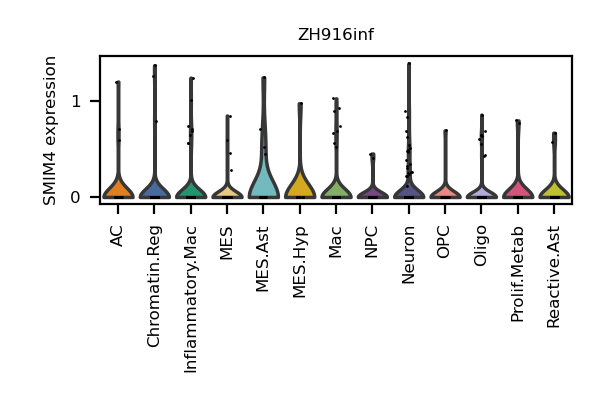 ZH916inf
SMIM4 expression
1
0
AC
Chromatin.Reg
Inflammatory.Mac
MES
MES.Ast
MES.Hyp
Mac
NPC
Neuron
OPC
Oligo
Prolif.Metab
Reactive.Ast